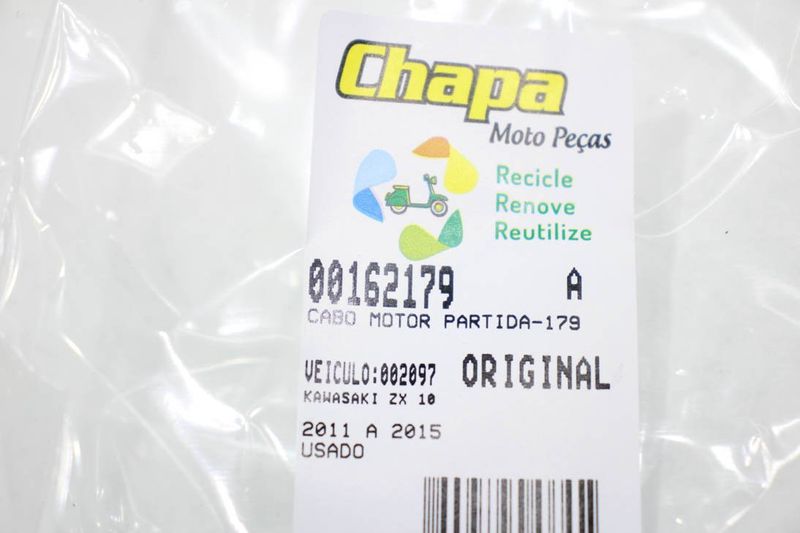 Chapa
Moto Peças
Recicle
Renove
Reutilize
00162179 A
CABO MOTOR PARTIDA-179
VEICULO:002097 ORIGINAL
KAWASAKI ZX 10
2011 A 2015
USADO